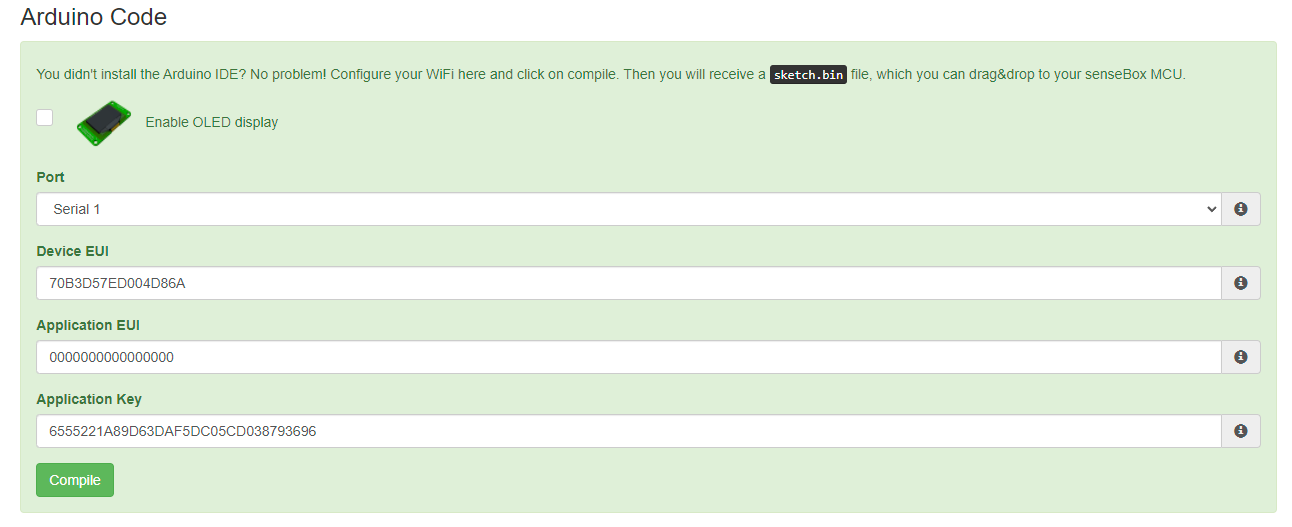 Arduino Code
You didn't install the Arduino IDE? No problem! Configure your WiFi here and click on compile. Then you will receive a sketch.bin file, which you can drag&drop to your senseBox MCU.
Enable OLED display
Port
Serial 1
Device EUI
70B3D57ED004D86A
Application EUI
0000000000000000
Application Key
6555221A89D63DAF5DC05CD038793696
Compile